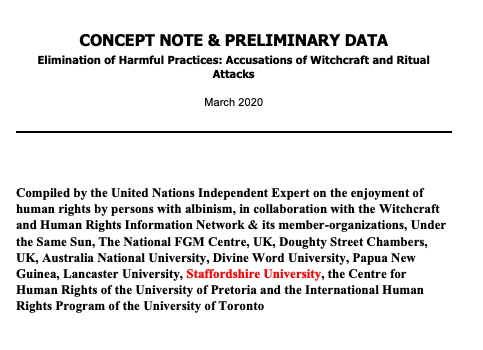 CONCEPT NOTE & PRELIMINARY DATA
Elimination of Harmful Practices: Accusations of Witchcraft and Ritual
Attacks
March 2020
Compiled by the United Nations Independent Expert on the enjoyment of
human rights by persons with albinism, in collaboration with the Witchcraft
and Human Rights Information Network & its member-organizations, Under
the Same Sun, The National FGM Centre, UK, Doughty Street Chambers,
UK, Australia National University, Divine Word University, Papua New
Guinea, Lancaster University, Staffordshire University, the Centre for
Human Rights of the University of Pretoria and the International Human
Rights Program of the University of Toronto